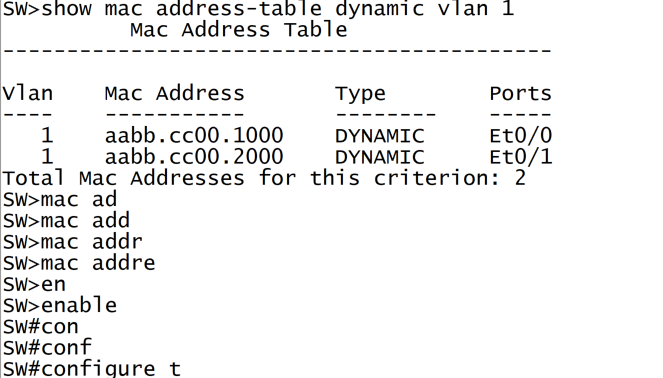 SW>show mac address-table dynamic vlan 1
Mac Address Table
-------------------------------------------
Vlan    Mac Address       Type        Ports
----    -----------       --------    -----
1    aabb.cc00.1000    DYNAMIC     Et0/0
1    aabb.cc00.2000    DYNAMIC     Et0/1
Total Mac Addresses for this criterion: 2
SW>mac ad
SW>mac add
SW>mac addr
SW>mac addre
SW>en
SW>enable
SW#con
SW#conf
SW#configure t